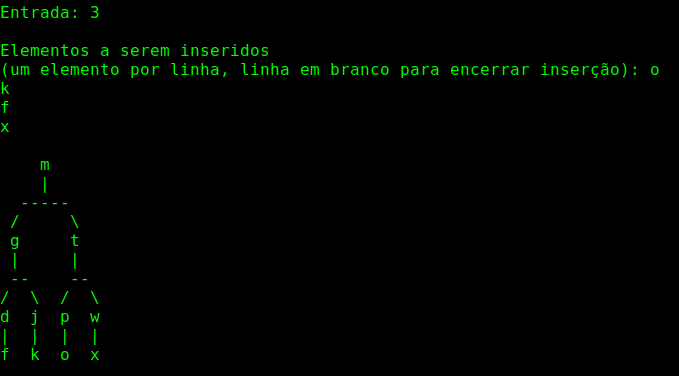 Entrada: 3
Elementos a serem inseridos
(um elemento por linha, linha em branco para encerrar inserção): o
k
f
x
    m
    |
  -----
 /     \
 g     t
 |     |
 --    --
/  \  /  \
d  j  p  w
|  |  |  |
f  k  o  x